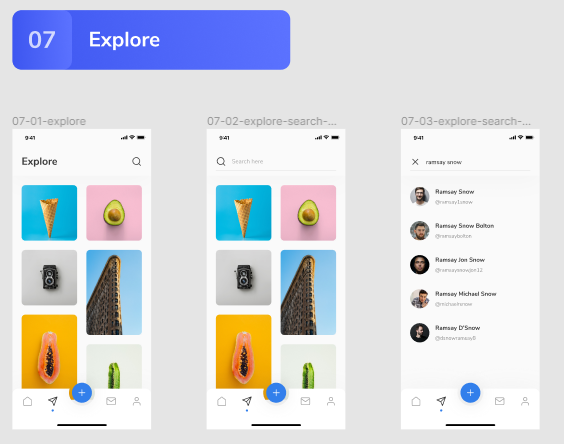 07 Explore
07-01-explore
07-02-explore-search-...
07-03-explore-search-...
9:41
Explore
9:41
Search here
9:41
ramsay snow
Ramsay Snow
@ramsay1snow
Ramsay Snow Bolton
@ramsaybolton
Ramsay Jon Snow
@ramsaysnowjon12
Ramsay Michael Snow
@michaelsnow
Ramsay D'Snow
@dsnowramsay8